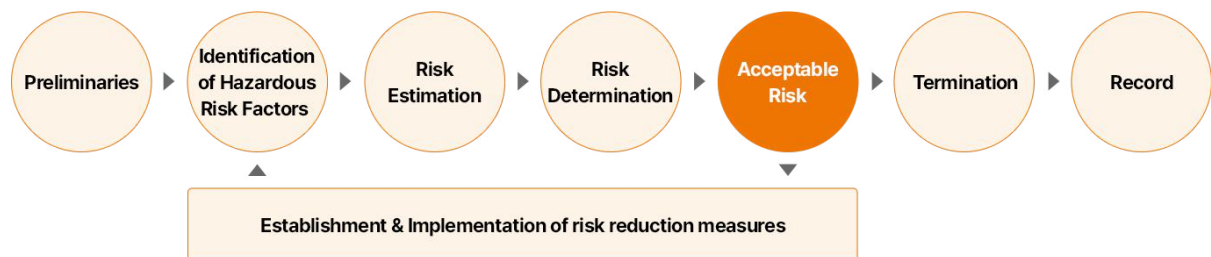 Preliminaries
Identification
of Hazardous
Risk Factors
Risk
Estimation
Risk
Determination
Acceptable
Risk
Termination
Record
Establishment & Implementation of risk reduction measures